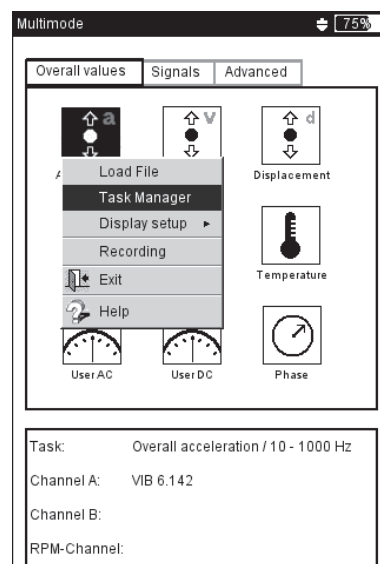 Multimode 75%
Overall values Signals Advanced
a V d
Displacement
Load File
Task Manager
Display setup
Recording
Exit
Help
Temperature
User AC User DC Phase
Task: Overall acceleration / 10 - 1000 Hz
Channel A: VIB 6.142
Channel B:
RPM-Channel: